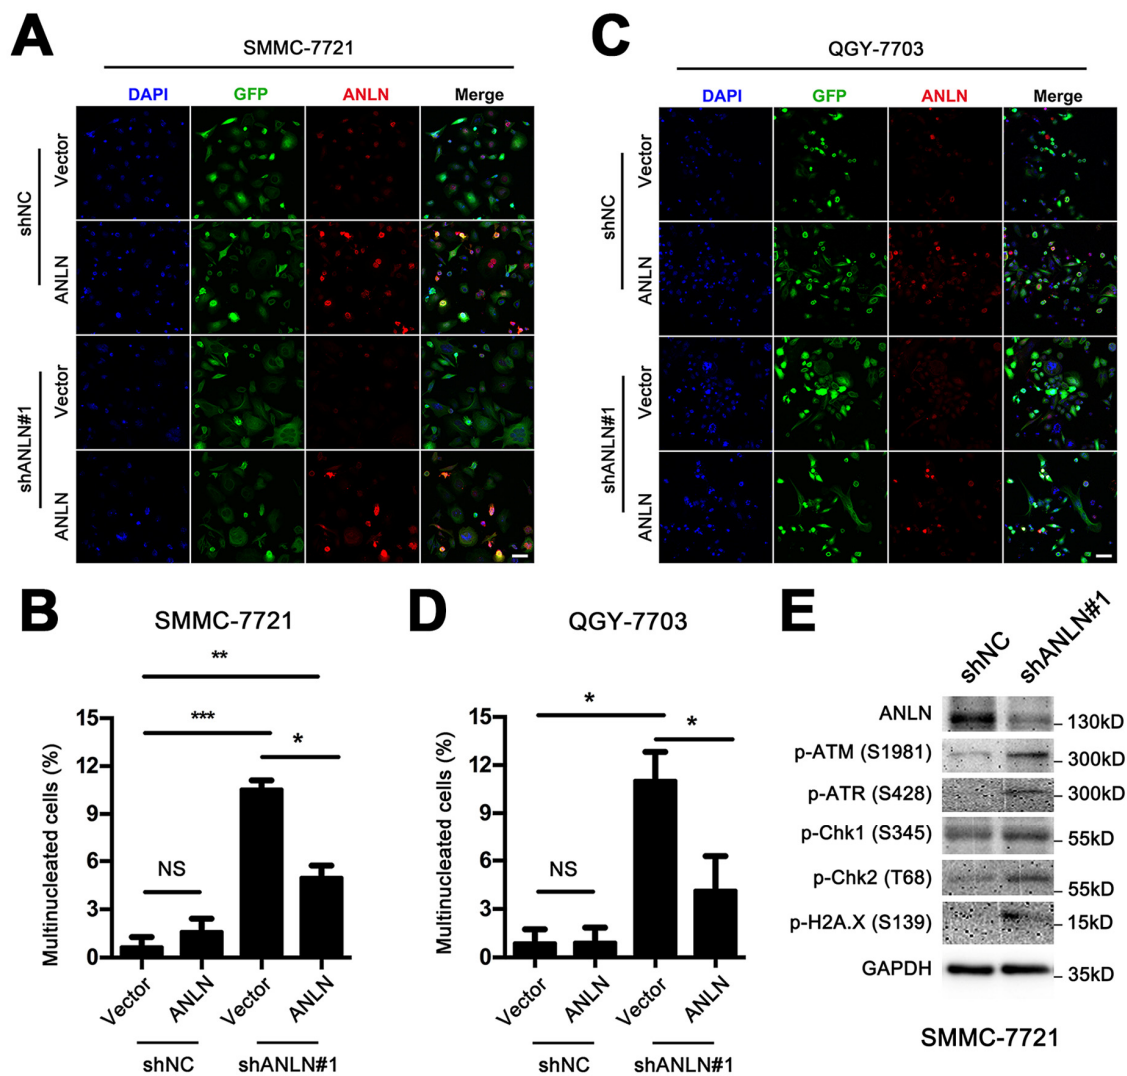 A
SMMC-7721
DAPI GFP ANLN Merge
shNC
Vector
ANLN
shANLN#1
Vector
ANLN
C
QGY-7703
DAPI GFP ANLN Merge
shNC
Vector
ANLN
shANLN#1
Vector
ANLN
B
SMMC-7721
Multinucleated cells (%)
**
***
*
NS
15
12
9
6
3
0
Vector ANLN Vector ANLN
shNC shANLN#1
D
QGY-7703
Multinucleated cells (%)
*
*
NS
15
12
9
6
3
0
Vector ANLN Vector ANLN
shNC shANLN#1
E
shNC shANLN#1
ANLN 130kD
p-ATM (S1981) 300kD
p-ATR (S428) 300kD
p-Chk1 (S345) 55kD
p-Chk2 (T68) 55kD
p-H2A.X (S139) 15kD
GAPDH 35kD
SMMC-7721